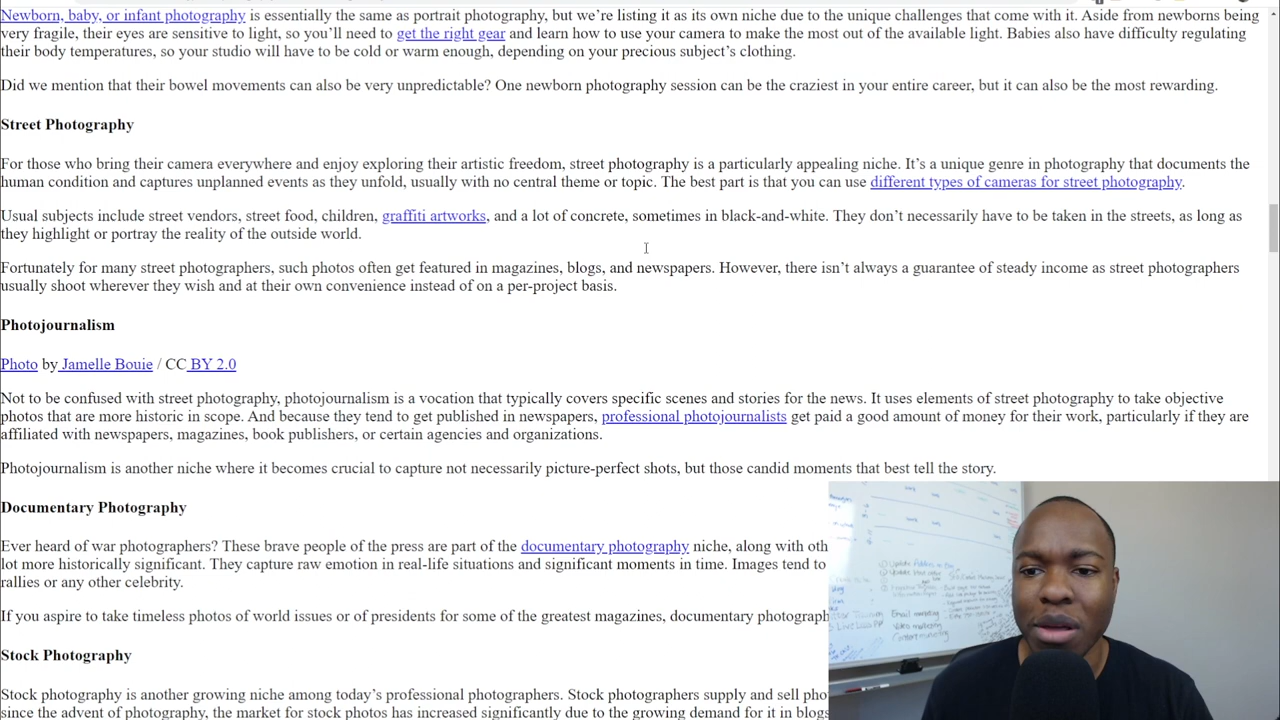 Newborn, baby, or infant photography is essentially the same as portrait photography, but we’re listing it as its own niche due to the unique challenges that come with it. Aside from newborns being
very fragile, their eyes are sensitive to light, so you’ll need to get the right gear and learn how to use your camera to make the most out of the available light. Babies also have difficulty regulating
their body temperatures, so your studio will have to be cold or warm enough, depending on your precious subject’s clothing.
Did we mention that their bowel movements can also be very unpredictable? One newborn photography session can be the craziest in your entire career, but it can also be the most rewarding.
Street Photography
For those who bring their camera everywhere and enjoy exploring their artistic freedom, street photography is a particularly appealing niche. It’s a unique genre in photography that documents the
human condition and captures unplanned events as they unfold, usually with no central theme or topic. The best part is that you can use different types of cameras for street photography.
Usual subjects include street vendors, street food, children, graffiti artworks, and a lot of concrete, sometimes in black-and-white. They don’t necessarily have to be taken in the streets, as long as
they highlight or portray the reality of the outside world.
Fortunately for many street photographers, such photos often get featured in magazines, blogs, and newspapers. However, there isn’t always a guarantee of steady income as street photographers
usually shoot wherever they wish and at their own convenience instead of on a per-project basis.
Photojournalism
Photo by Jamelle Bouie / CC BY 2.0
Not to be confused with street photography, photojournalism is a vocation that typically covers specific scenes and stories for the news. It uses elements of street photography to take objective
photos that are more historic in scope. And because they tend to get published in newspapers, professional photojournalists get paid a good amount of money for their work, particularly if they are
affiliated with newspapers, magazines, book publishers, or certain agencies and organizations.
Photojournalism is another niche where it becomes crucial to capture not necessarily picture-perfect shots, but those candid moments that best tell the story.
Documentary Photography
Ever heard of war photographers? These brave people of the press are part of the documentary photography niche, along with oth
lot more historically significant. They capture raw emotion in real-life situations and significant moments in time. Images tend to
rallies or any other celebrity.
If you aspire to take timeless photos of world issues or of presidents for some of the greatest magazines, documentary photograph
Stock Photography
Stock photography is another growing niche among today’s professional photographers. Stock photographers supply and sell pho
since the advent of photography, the market for stock photos has increased significantly due to the growing demand for it in blogs
Email marketing
Video marketing
Content marketing